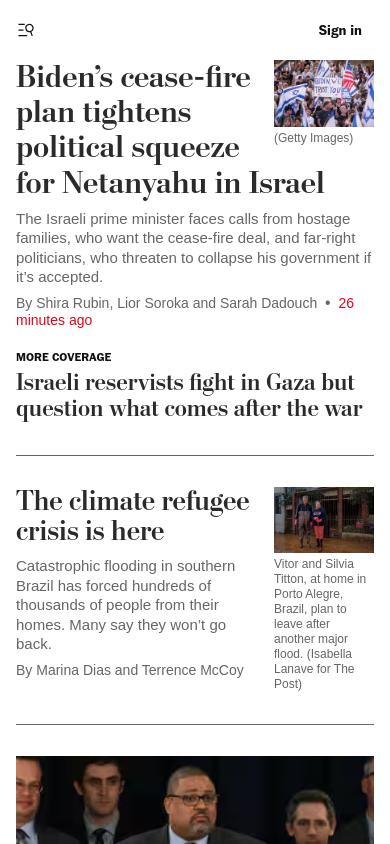 Sign in
Biden’s cease-fire
plan tightens
political squeeze
for Netanyahu in Israel
(Getty Images)
The Israeli prime minister faces calls from hostage
families, who want the cease-fire deal, and far-right
politicians, who threaten to collapse his government if
it’s accepted.
By Shira Rubin, Lior Soroka and Sarah Dadouch • 26
minutes ago
MORE COVERAGE
Israeli reservists fight in Gaza but
question what comes after the war
The climate refugee
crisis is here
Catastrophic flooding in southern
Brazil has forced hundreds of
thousands of people from their
homes. Many say they won’t go
back.
By Marina Dias and Terrence McCoy
Vitor and Silvia
Titton, at home in
Porto Alegre,
Brazil, plan to
leave after
another major
flood. (Isabella
Lanave for The
Post)